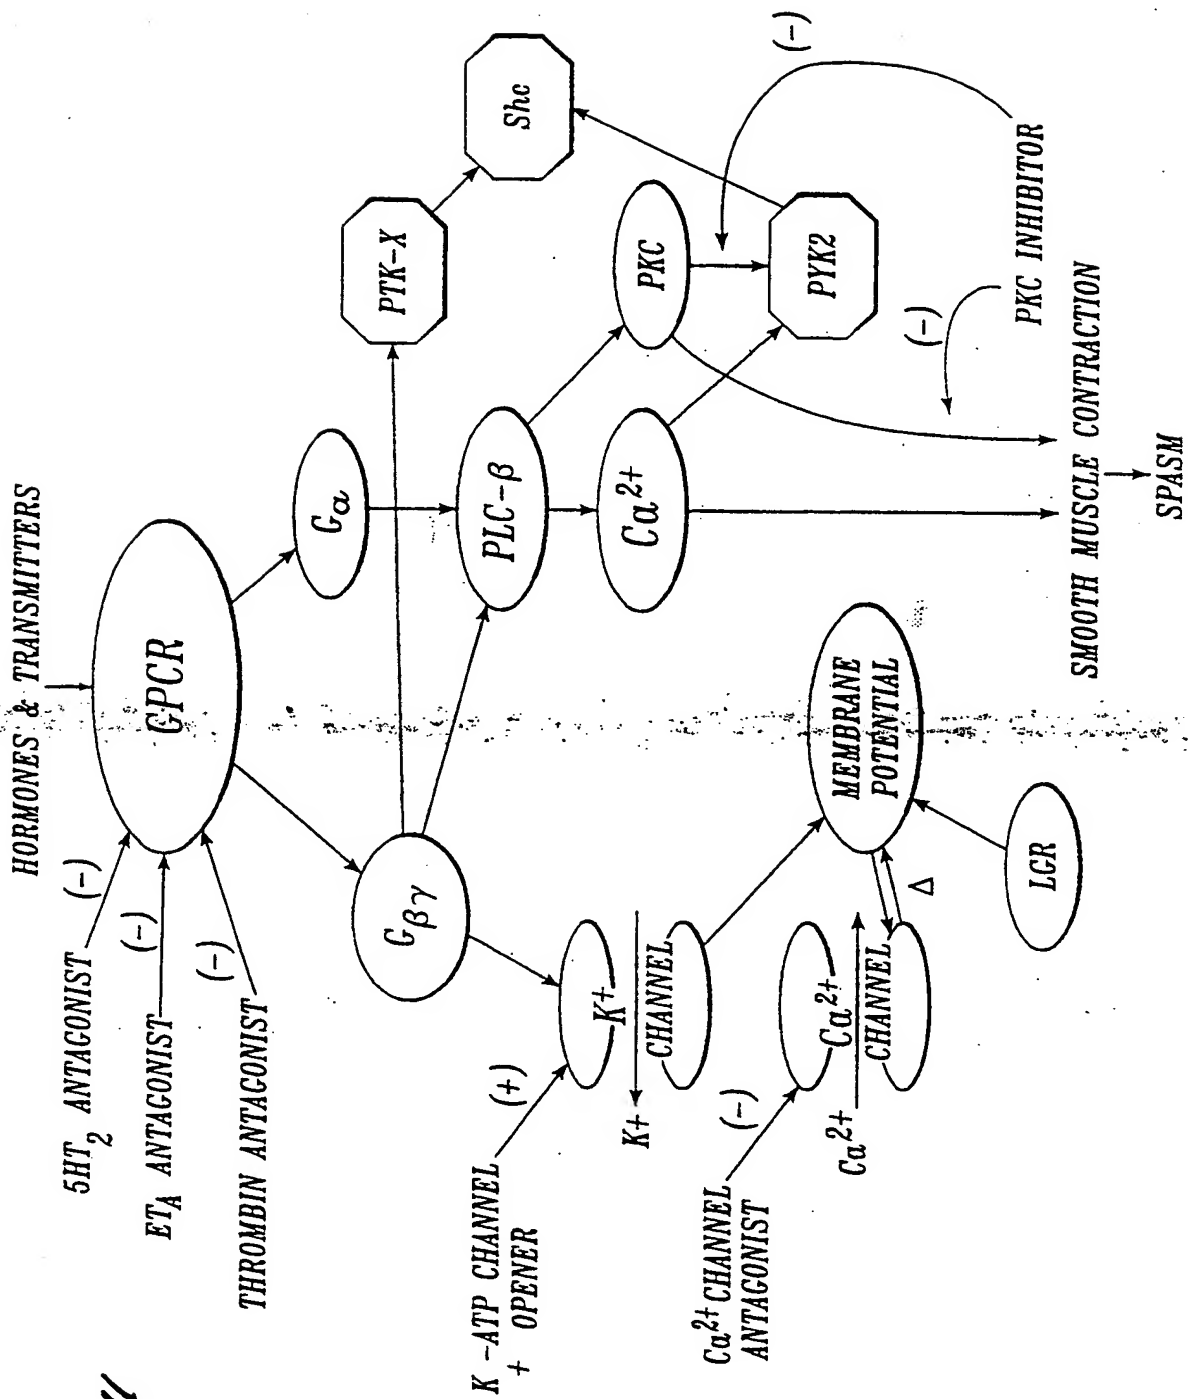 HORMONES & TRANSMITTERS
5HT2 ANTAGONIST
(-)
ETA ANTAGONIST
(-)
THROMBIN ANTAGONIST
(-)
GPCR
Gα
Gβγ
PTK-X
Shc
PLC-β
PKC
Ca2+
PYK2
(-)
(-)
PKC INHIBITOR
K -ATP CHANNEL
+ OPENER
(+)
K+
CHANNEL
K+
Ca2+ CHANNEL
ANTAGONIST
(-)
Ca2+
CHANNEL
Ca2+
Δ
MEMBRANE
POTENTIAL
LGR
SMOOTH MUSCLE CONTRACTION
SPASM